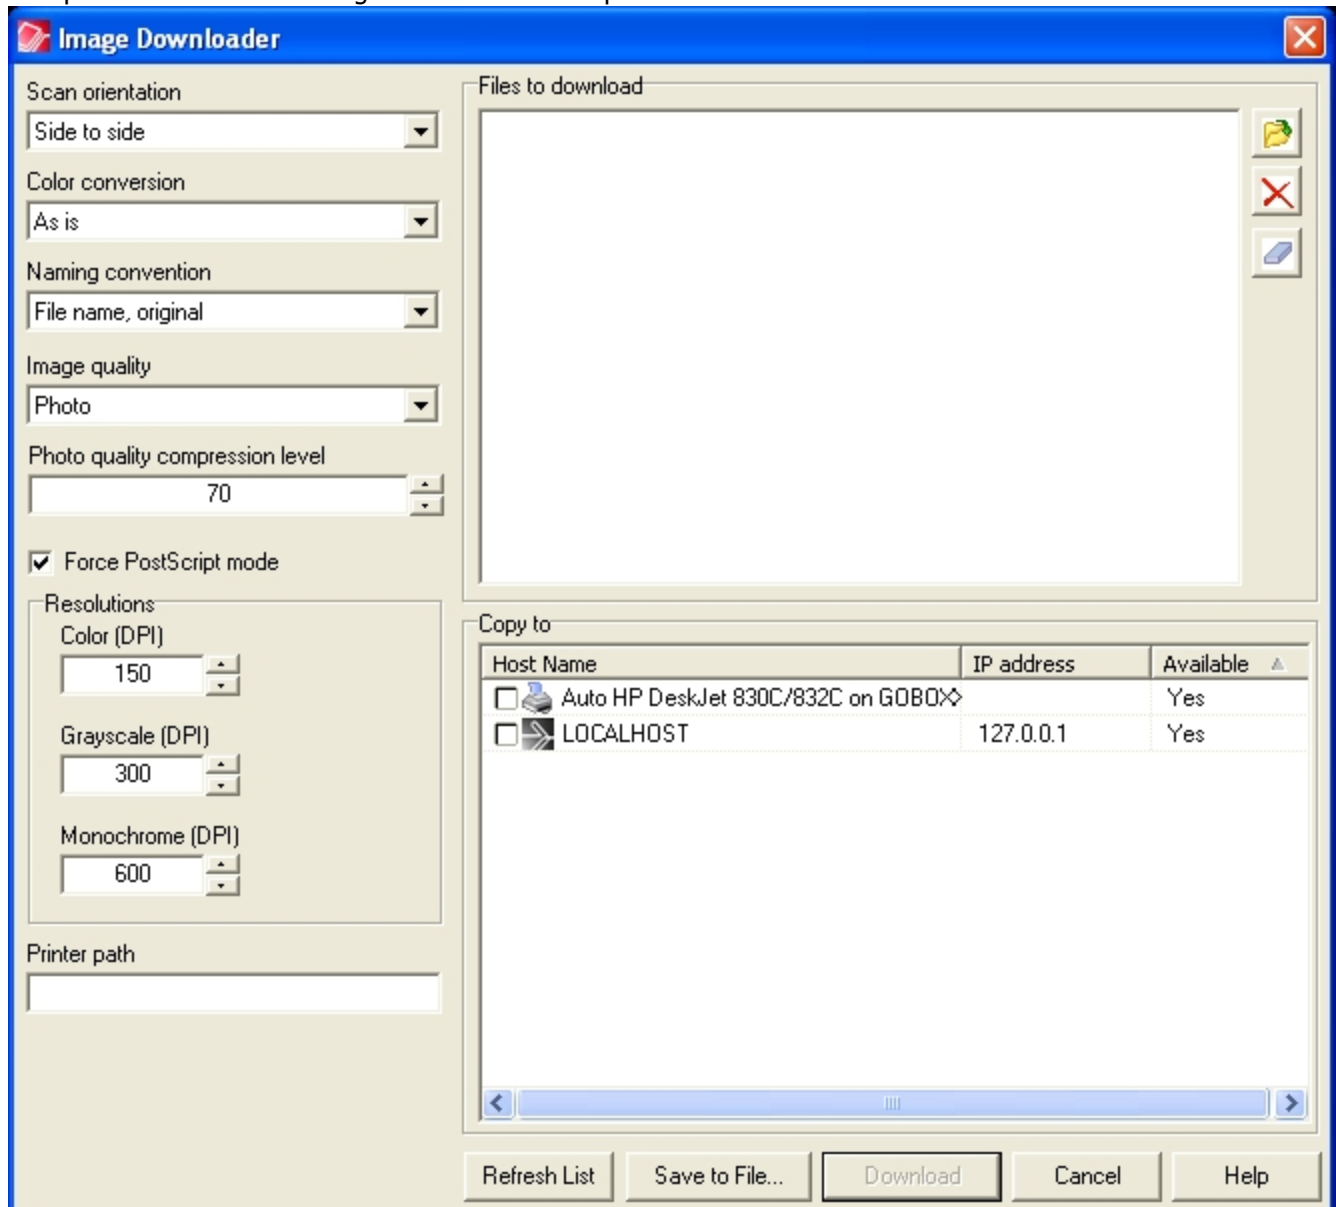 Image Downloader
Scan orientation
Side to side
Color conversion
As is
Naming convention
File name, original
Image quality
Photo
Photo quality compression level
70
Force PostScript mode
Resolutions
Color (DPI)
150
Grayscale (DPI)
300
Monochrome (DPI)
600
Printer path
Files to download
Copy to
Host Name IP address Available
Auto HP DeskJet 830C/832C on GOBOX Yes
LOCALHOST 127.0.0.1 Yes
Refresh List Save to File... Download Cancel Help